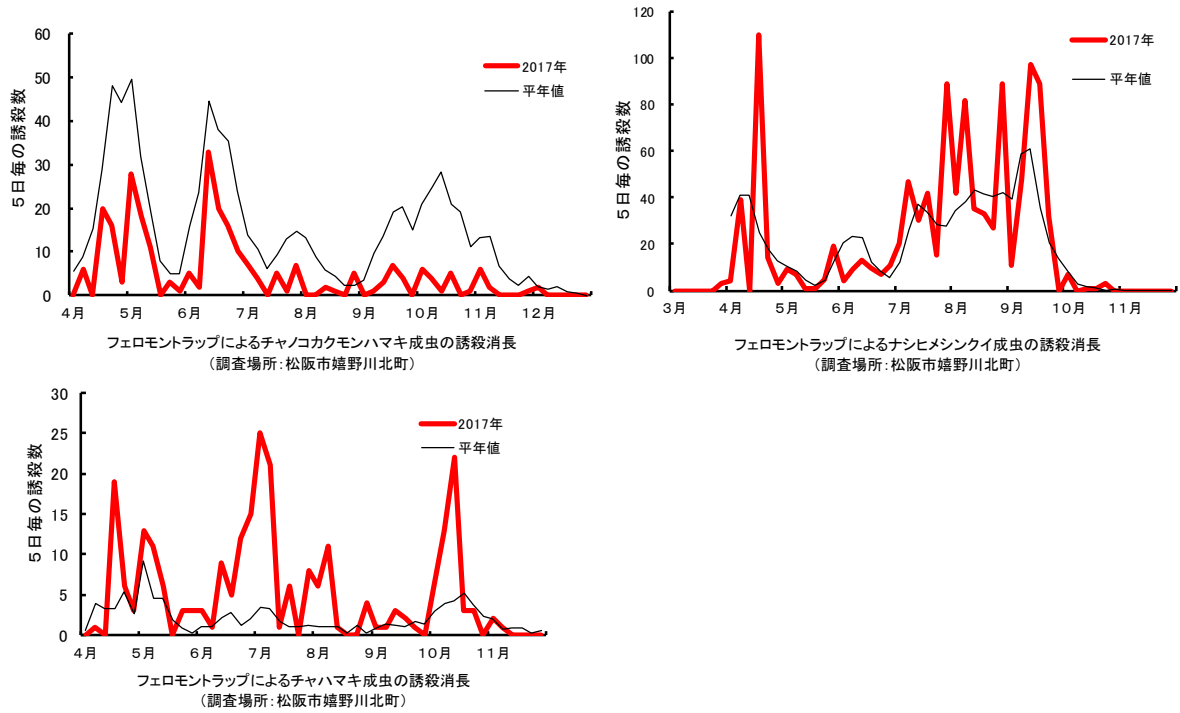 60
50
40
30
20
10
0
5日毎の誘殺数
2017年
平年値
4月 5月 6月 7月 8月 9月 10月 11月 12月
フェロモントラップによるチャノコカクモンハマキ成虫の誘殺消長
(調査場所:松阪市嬉野川北町)
120
100
80
60
40
20
0
5日毎の誘殺数
2017年
平年値
3月 4月 5月 6月 7月 8月 9月 10月 11月
フェロモントラップによるナシヒメシンクイ成虫の誘殺消長
(調査場所:松阪市嬉野川北町)
30
25
20
15
10
5
0
5日毎の誘殺数
2017年
平年値
4月 5月 6月 7月 8月 9月 10月 11月
フェロモントラップによるチャハマキ成虫の誘殺消長
(調査場所:松阪市嬉野川北町)